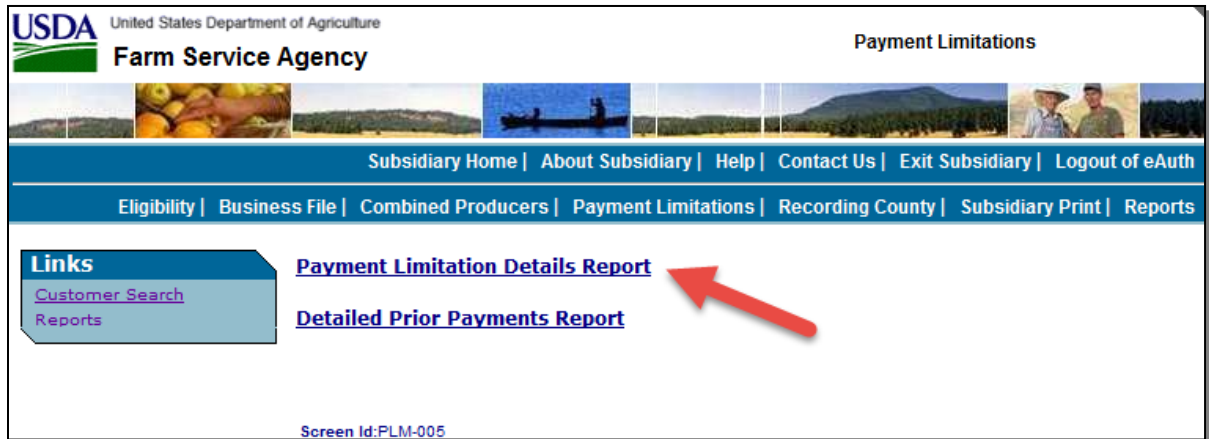 USDA United States Department of Agriculture
Farm Service Agency
Payment Limitations
Subsidiary Home | About Subsidiary | Help | Contact Us | Exit Subsidiary | Logout of eAuth
Eligibility | Business File | Combined Producers | Payment Limitations | Recording County | Subsidiary Print | Reports
Links
Customer Search
Reports
Payment Limitation Details Report
Detailed Prior Payments Report
Screen Id:PLM-005